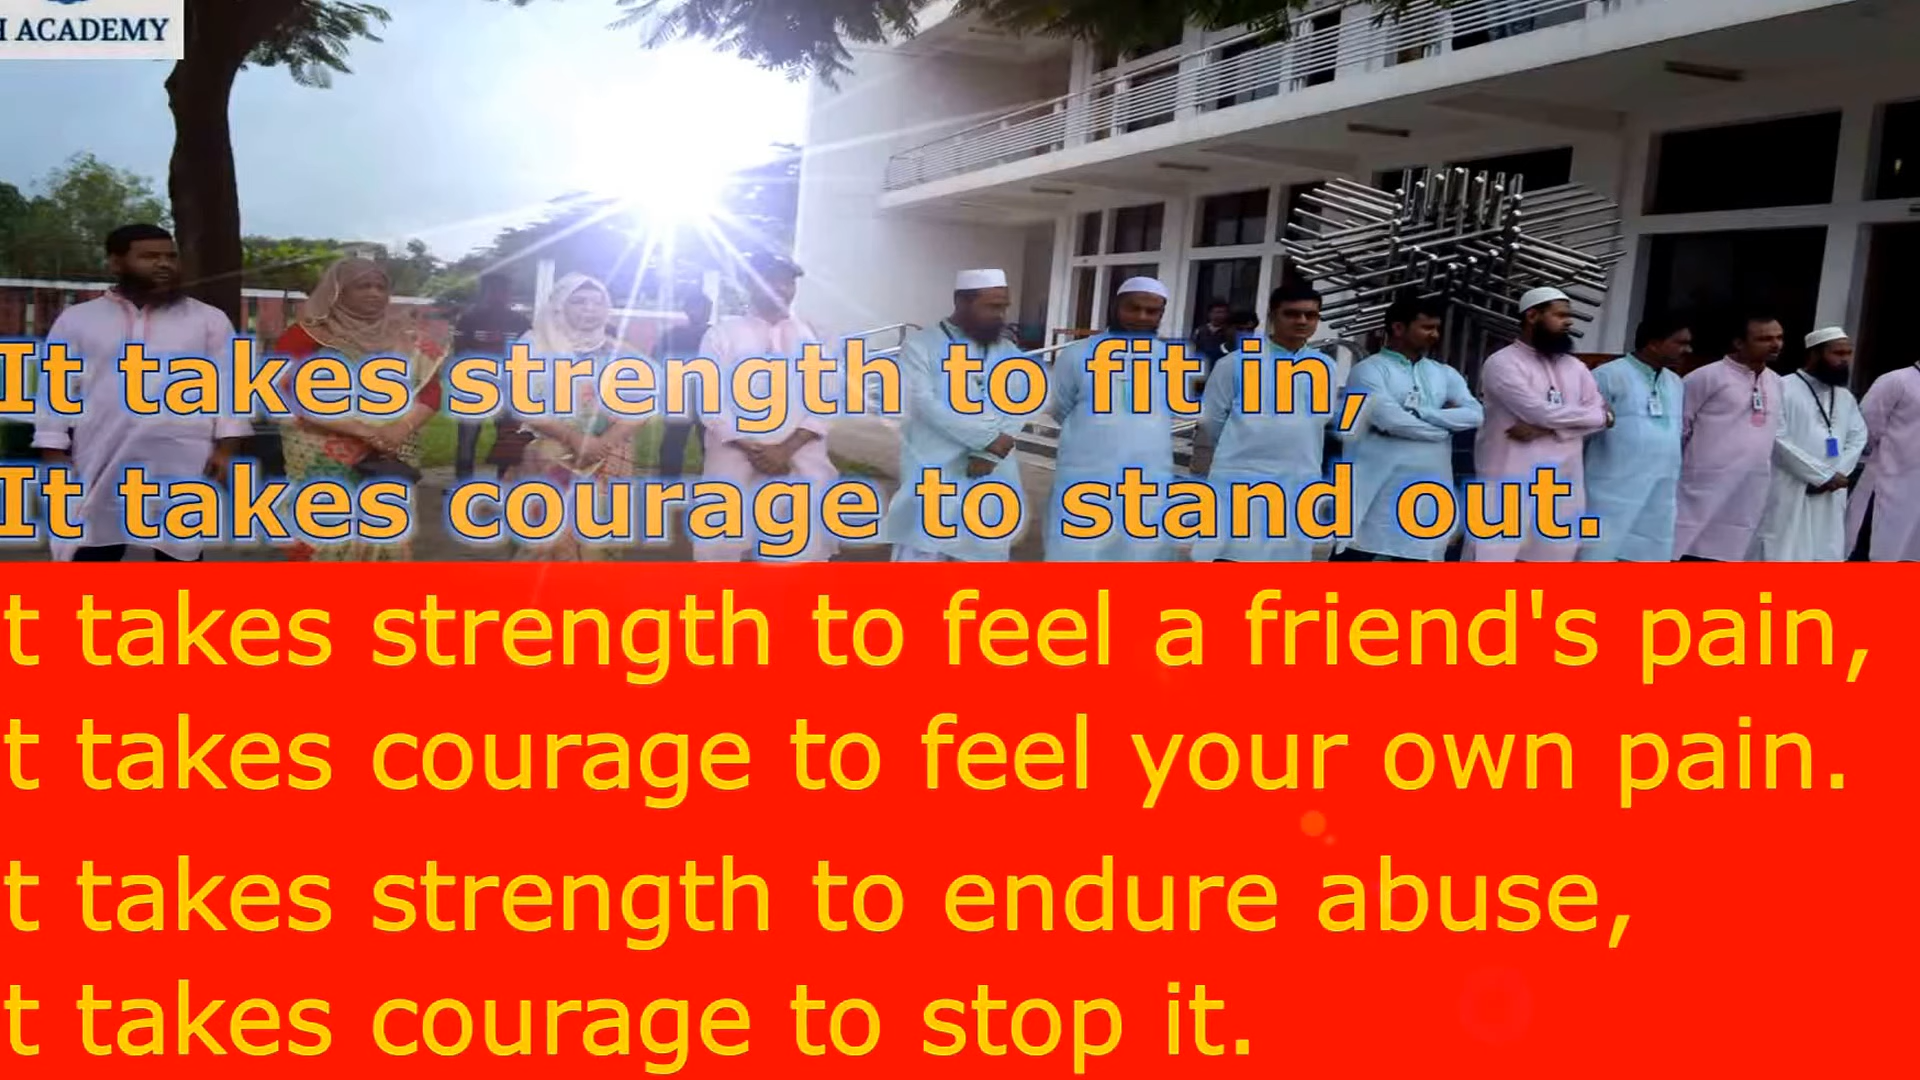 H ACADEMY
It takes strength to fit in,
It takes courage to stand out.
t takes strength to feel a friend's pain,
t takes courage to feel your own pain.
t takes strength to endure abuse,
t takes courage to stop it.